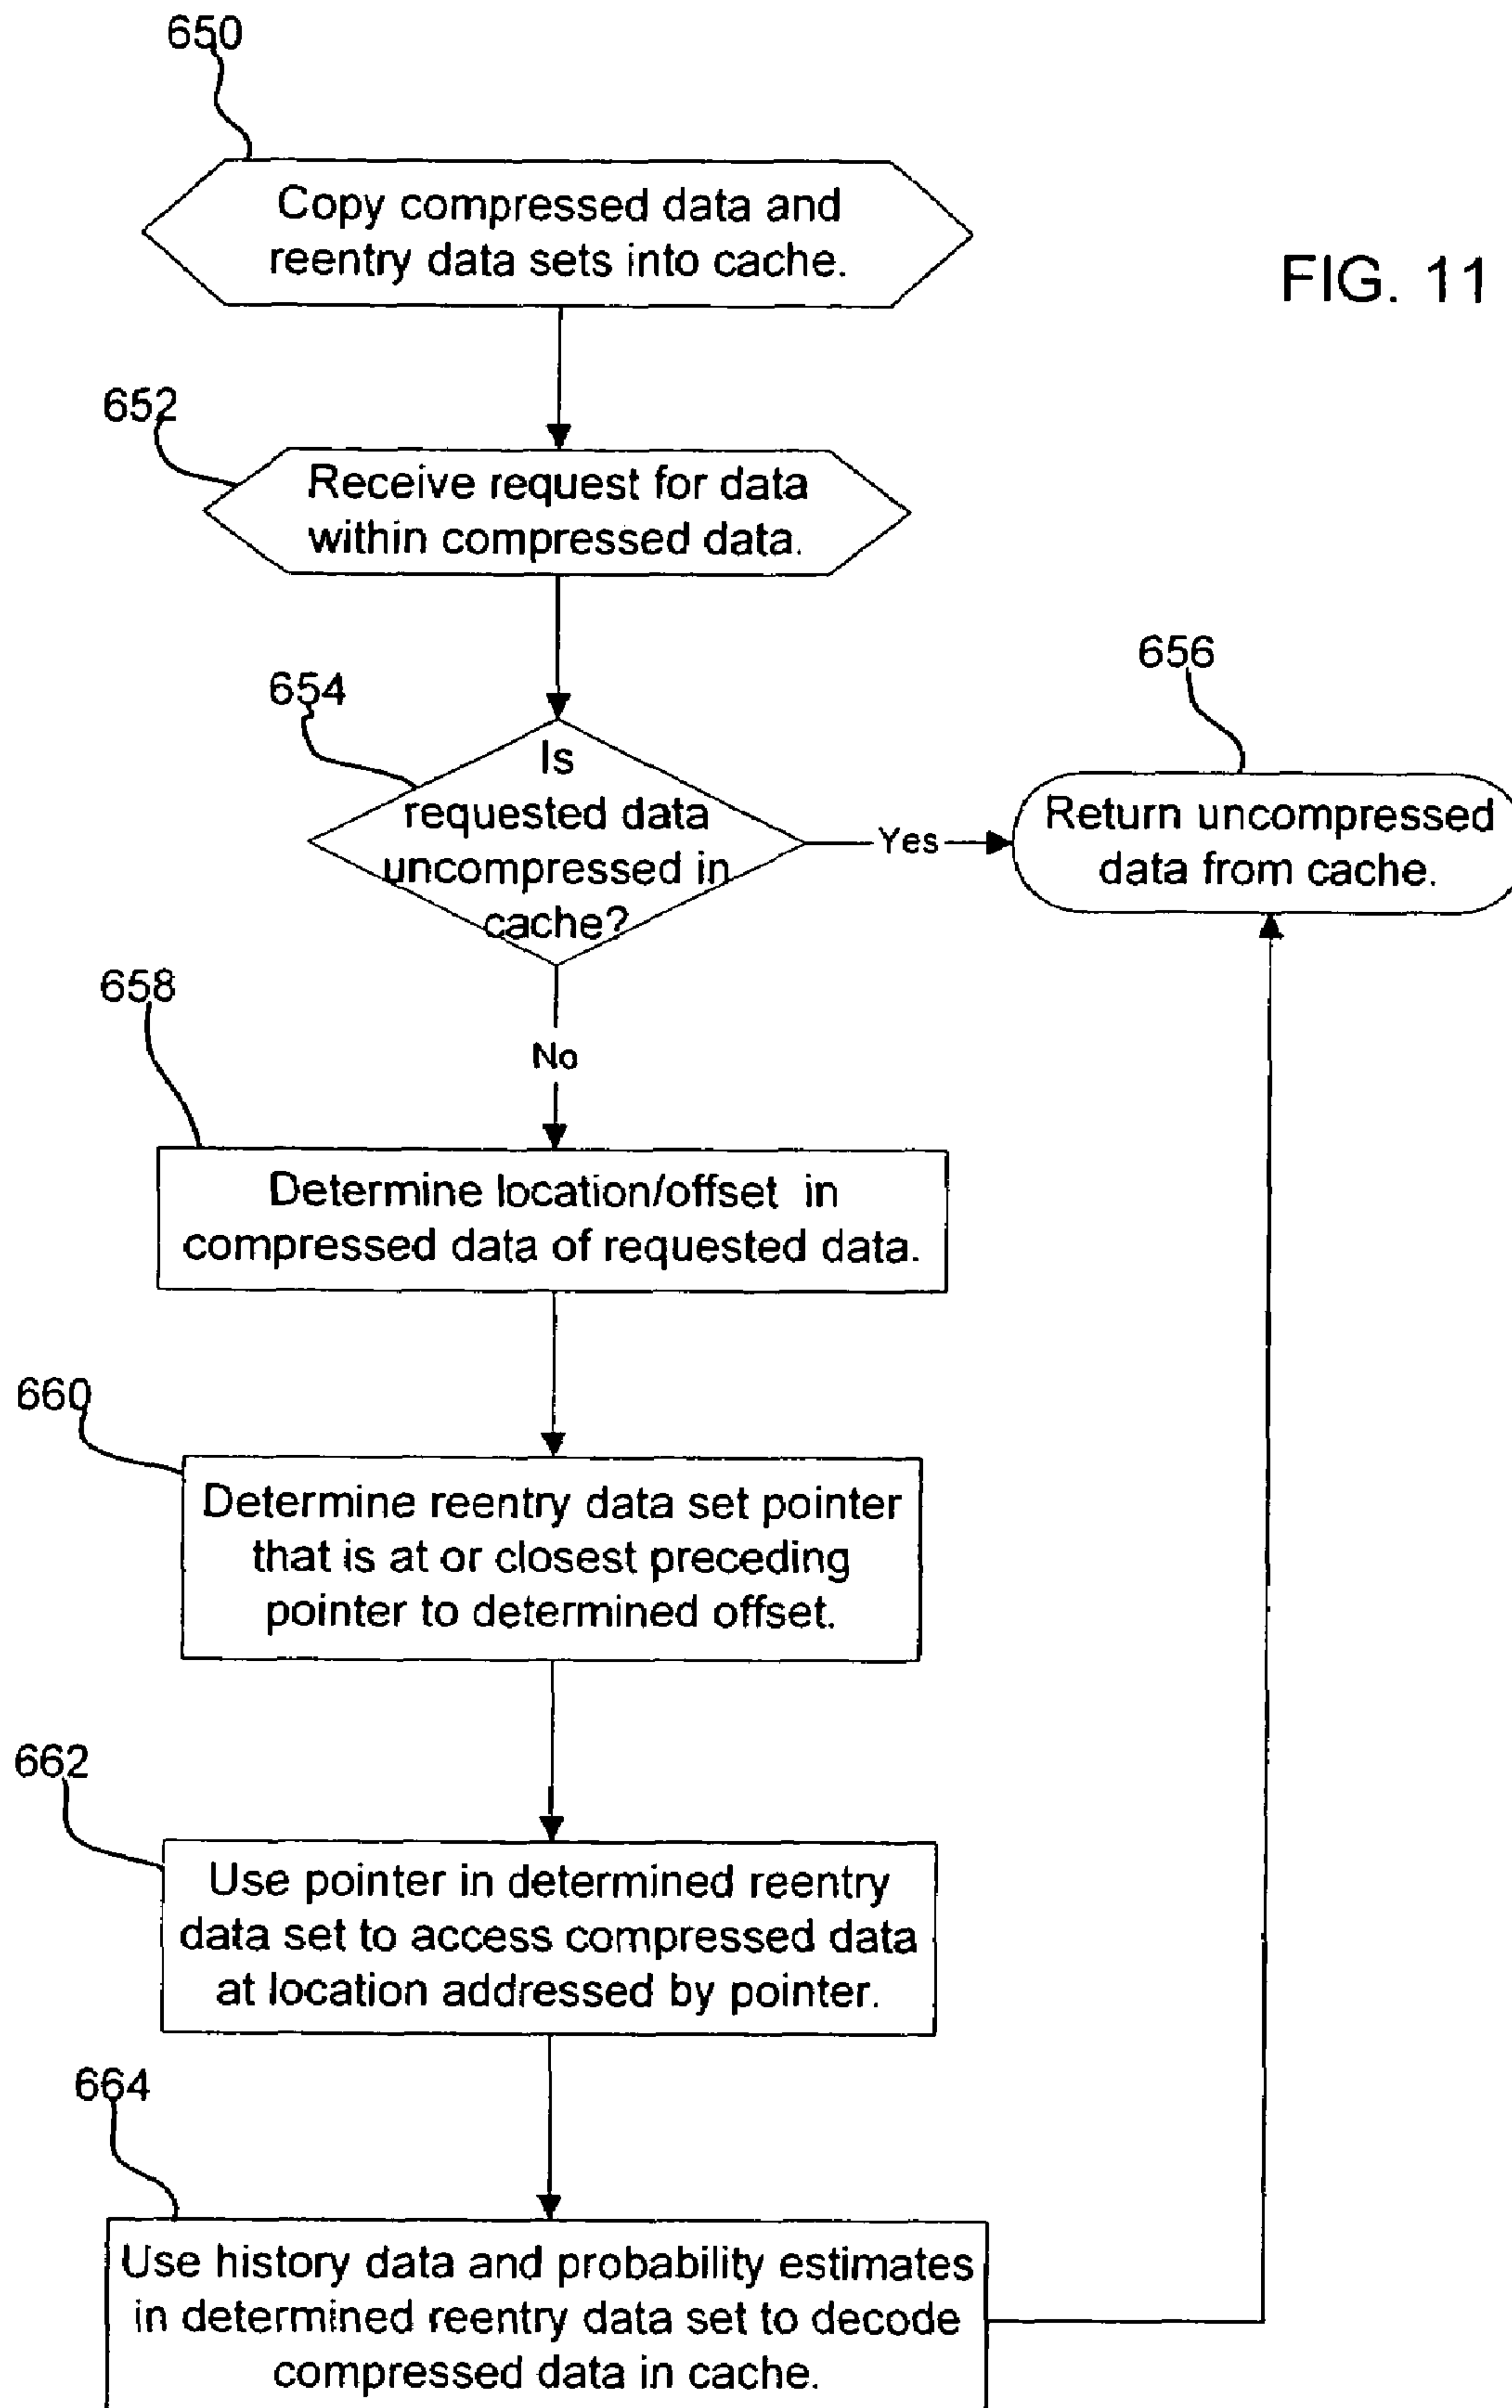 650
Copy compressed data and
reentry data sets into cache.
FIG. 11
652
Receive request for data
within compressed data.
654
Is
requested data
uncompressed in
cache?
Yes
656
Return uncompressed
data from cache.
No
658
Determine location/offset in
compressed data of requested data.
660
Determine reentry data set pointer
that is at or closest preceding
pointer to determined offset.
662
Use pointer in determined reentry
data set to access compressed data
at location addressed by pointer.
664
Use history data and probability estimates
in determined reentry data set to decode
compressed data in cache.